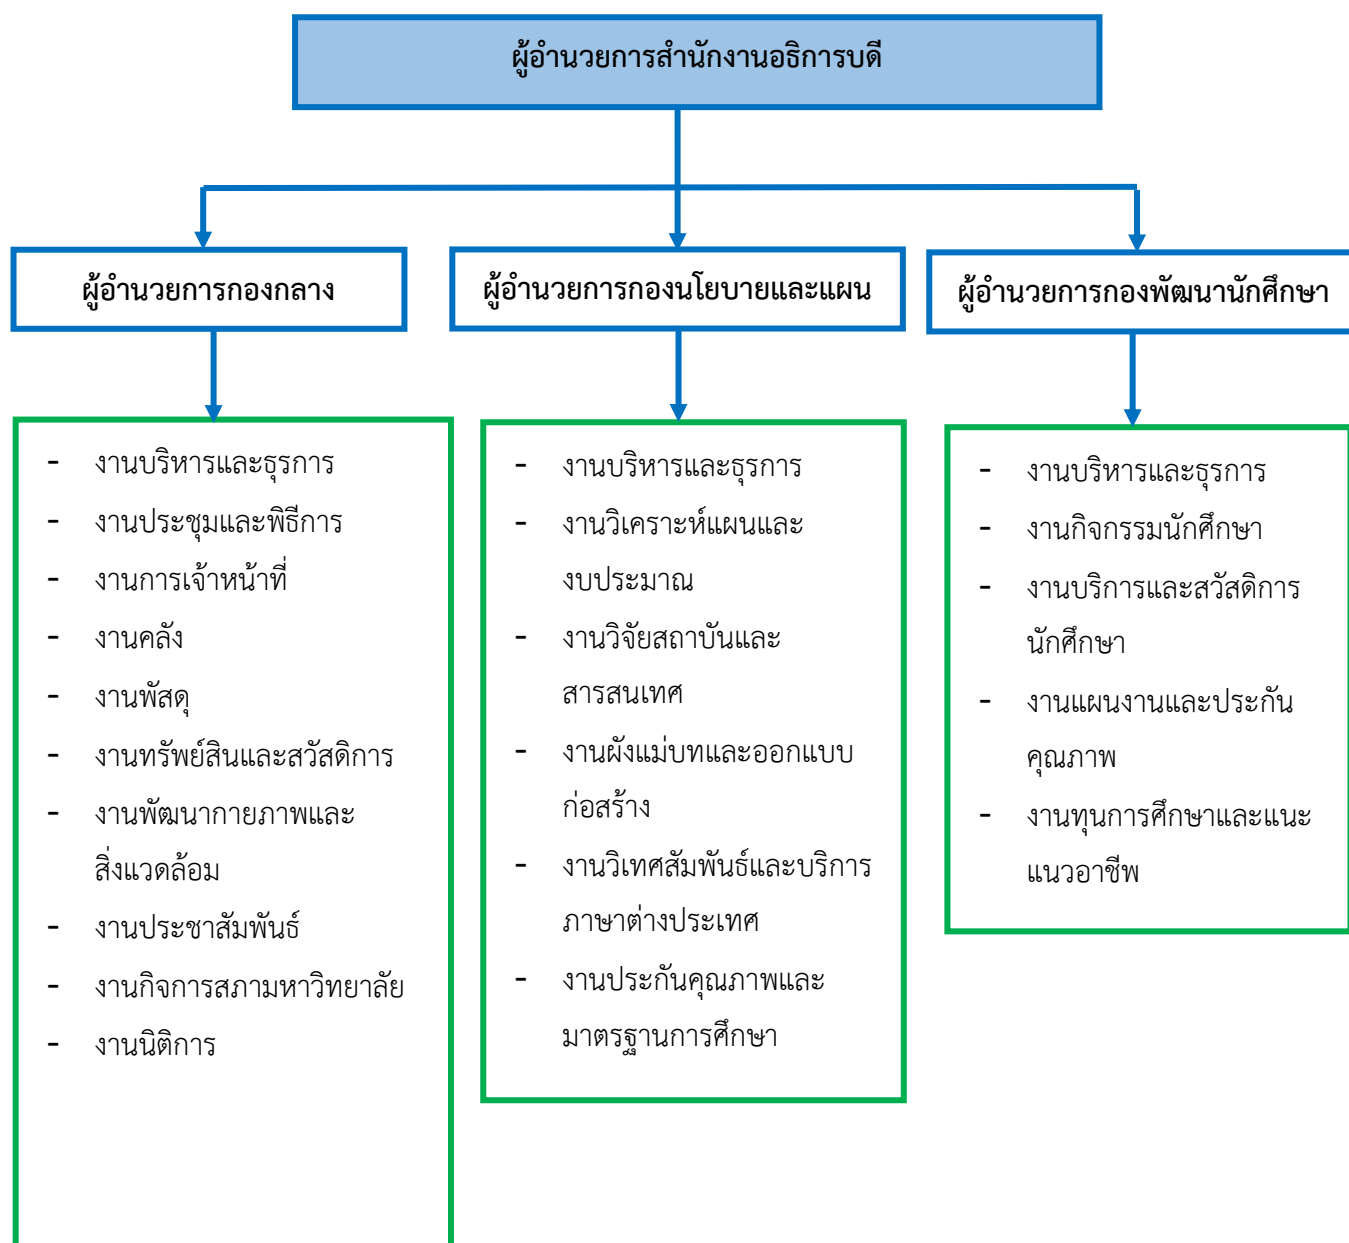 ผู้อำนวยการสำนักงานอธิการบดี
ผู้อำนวยการกองกลาง
ผู้อำนวยการกองนโยบายและแผน
ผู้อำนวยการกองพัฒนานักศึกษา
- งานบริหารและธุรการ
- งานประชุมและพิธีการ
- งานการเจ้าหน้าที่
- งานคลัง
- งานพัสดุ
- งานทรัพย์สินและสวัสดิการ
- งานพัฒนากายภาพและ
สิ่งแวดล้อม
- งานประชาสัมพันธ์
- งานกิจการสภามหาวิทยาลัย
- งานนิติการ
- งานบริหารและธุรการ
- งานวิเคราะห์แผนและ
งบประมาณ
- งานวิจัยสถาบันและ
สารสนเทศ
- งานผังแม่บทและออกแบบ
ก่อสร้าง
- งานวิเทศสัมพันธ์และบริการ
ภาษาต่างประเทศ
- งานประกันคุณภาพและ
มาตรฐานการศึกษา
- งานบริหารและธุรการ
- งานกิจกรรมนักศึกษา
- งานบริการและสวัสดิการ
นักศึกษา
- งานแผนงานและประกัน
คุณภาพ
- งานทุนการศึกษาและแนะ
แนวอาชีพ